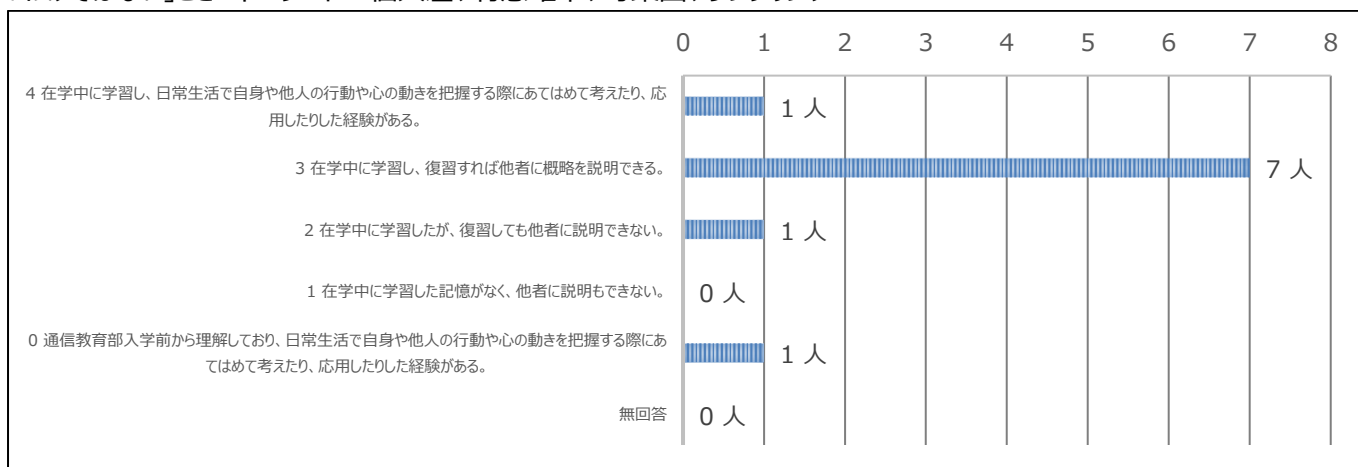 0 1 2 3 4 5 6 7 8
4 在学中に学習し、日常生活で自身や他人の行動や心の動きを把握する際にあてはめて考えたり、応
用したりした経験がある。
1 人
3 在学中に学習し、復習すれば他者に概略を説明できる。
7 人
2 在学中に学習したが、復習しても他者に説明できない。
1 人
1 在学中に学習した記憶がなく、他者に説明もできない。
0 人
0 通信教育部入学前から理解しており、日常生活で自身や他人の行動や心の動きを把握する際にあ
てはめて考えたり、応用したりした経験がある。
1 人
無回答
0 人